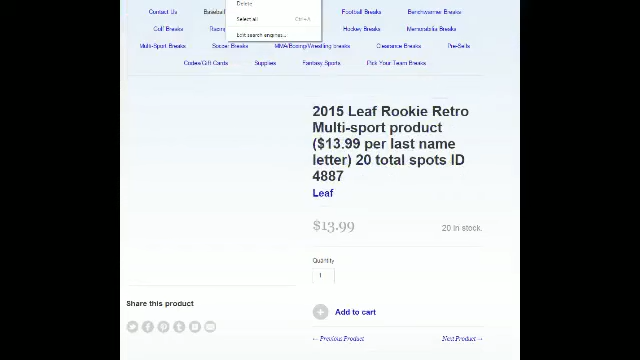 Delete
Contact Us Football Breaks Benchwarmer Breaks
Select all Ctrl+A
Golf Breaks Hockey Breaks Memorabilia Breaks
Edit search engines...
Multi-Sport Breaks Soccer Breaks MMA/Boxing/Wrestling breaks Clearance Breaks Pre-Sells
Codes/Gift Cards Supplies Fantasy Sports Pick Your Team Breaks
2015 Leaf Rookie Retro
Multi-sport product
($13.99 per last name
letter) 20 total spots ID
4887
Leaf
$13.99 20 in stock.
Quantity
1
Share this product
Add to cart
← Previous Product Next Product →